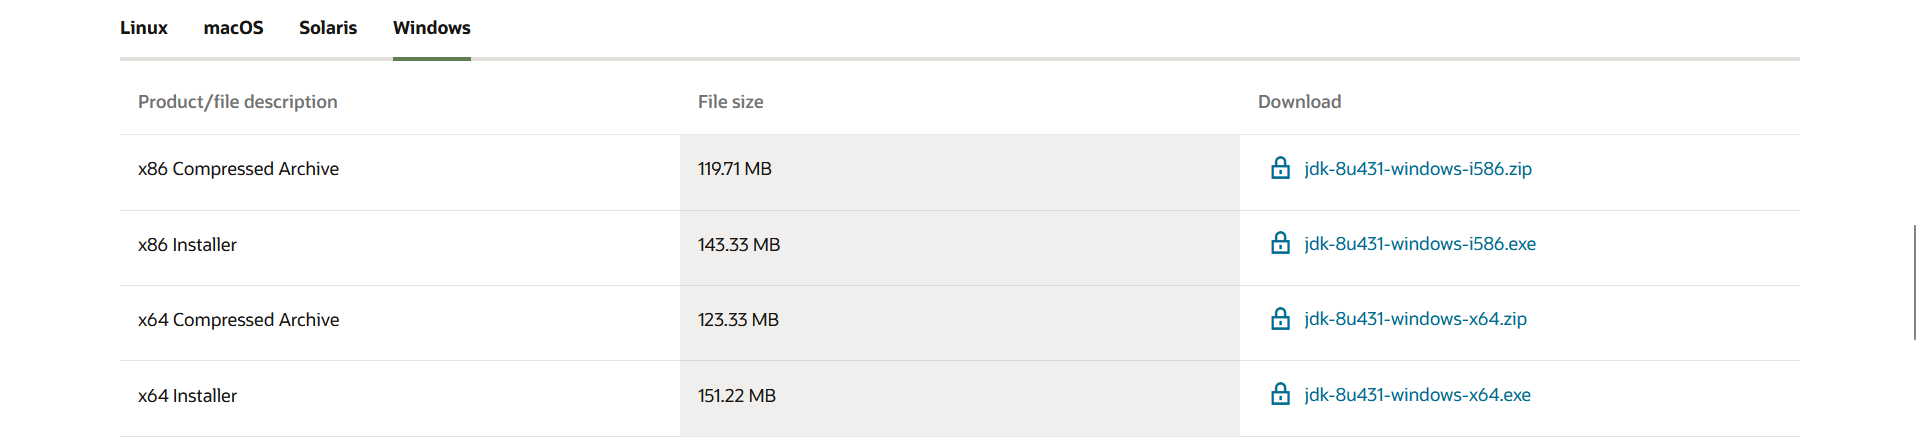 Linux macOS Solaris Windows
Product/file description File size Download
x86 Compressed Archive 119.71 MB jdk-8u431-windows-i586.zip
x86 Installer 143.33 MB jdk-8u431-windows-i586.exe
x64 Compressed Archive 123.33 MB jdk-8u431-windows-x64.zip
x64 Installer 151.22 MB jdk-8u431-windows-x64.exe